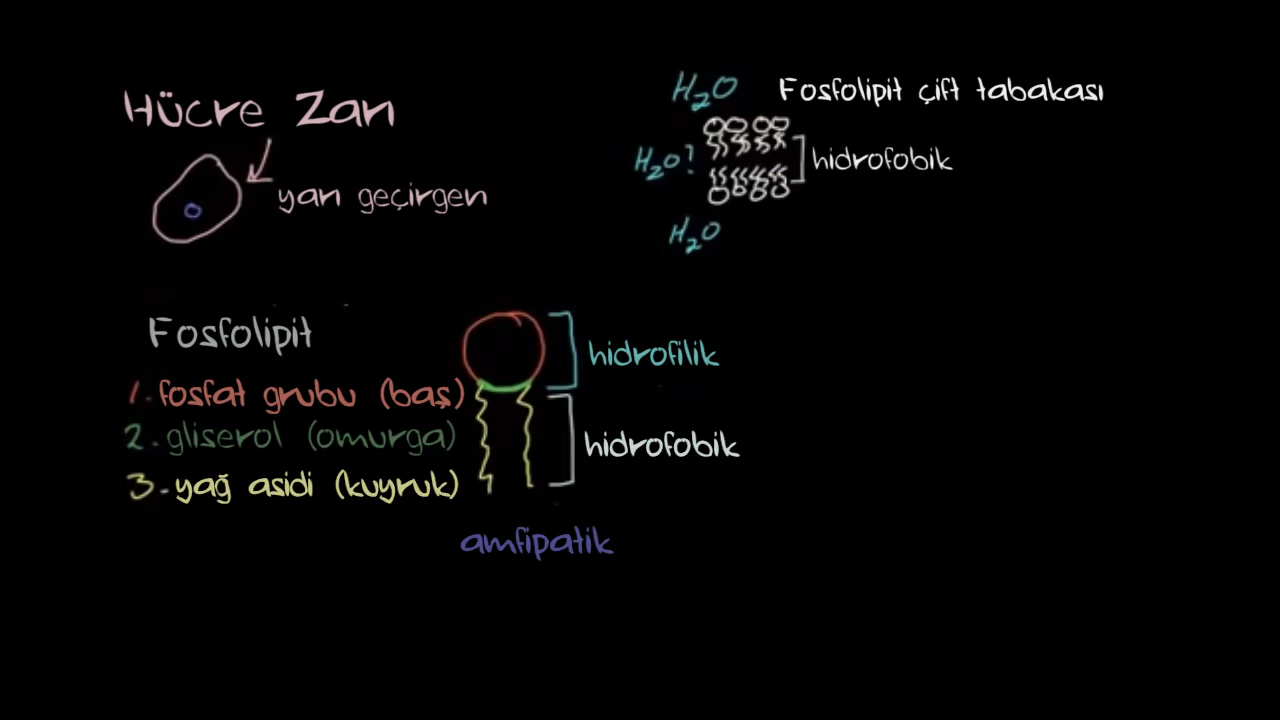 Hücre Zarı
yarı geçirgen
H₂O
Fosfolipit çift tabakası
H₂O?
hidrofobik
H₂O
Fosfolipit
1. fosfat grubu (baş)
2. gliserol (omurga)
3. yağ asidi (kuyruk)
hidrofilik
hidrofobik
amfipatik